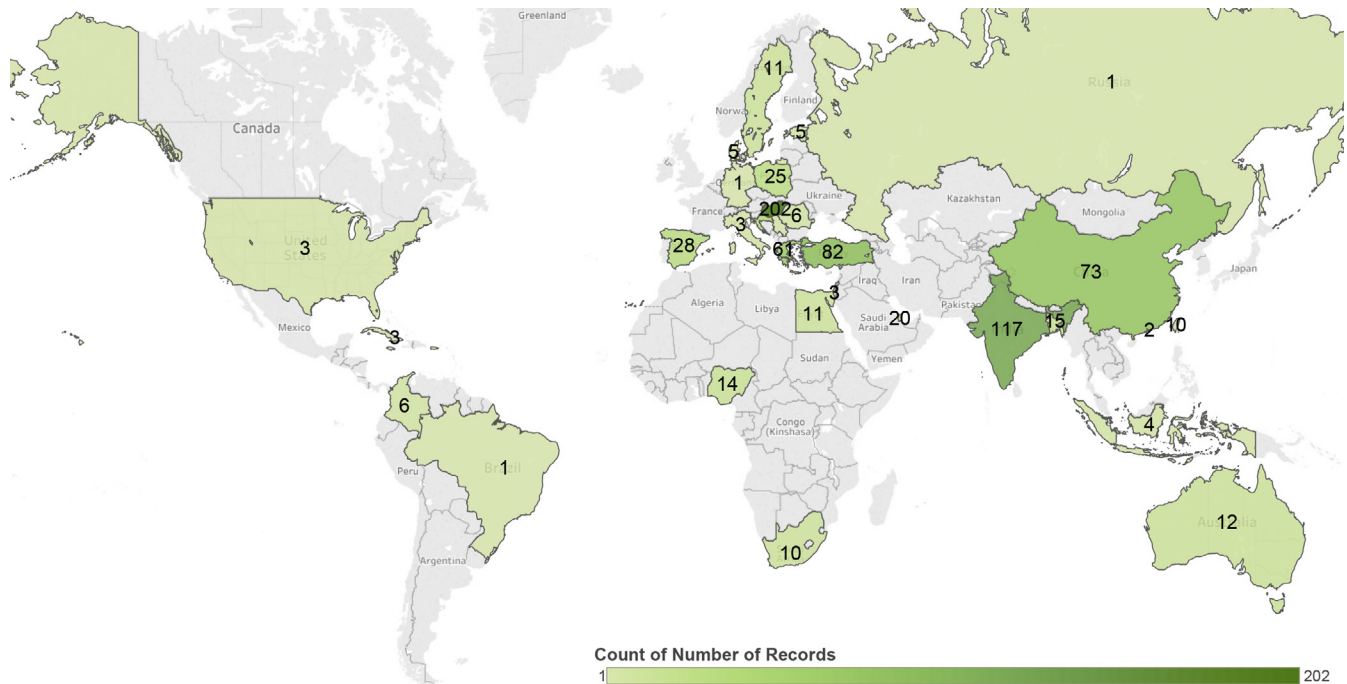 Greenland
11
Russia
1
Norway
Finland
Canada
5
5
1
25
Ukraine
Kazakhstan
Mongolia
France
202
6
3
United
States
3
28
61
82
China
73
Japan
Algeria
Libya
Iraq
Iran
Pakistan
3
11
Saudi
Arabia
20
117
15
2
10
Mexico
3
Sudan
Yemen
14
6
Congo
(Kinshasa)
4
Peru
Brazil
1
Australia
12
10
Argentina
Count of Number of Records
1
202